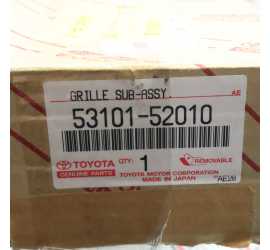 GRILLE SUB-ASSY. AE
53101-52010
TOYOTA QTY. 1 REMOVABLE
GENUINE PARTS TOYOTA MOTOR CORPORATION
MADE IN JAPAN